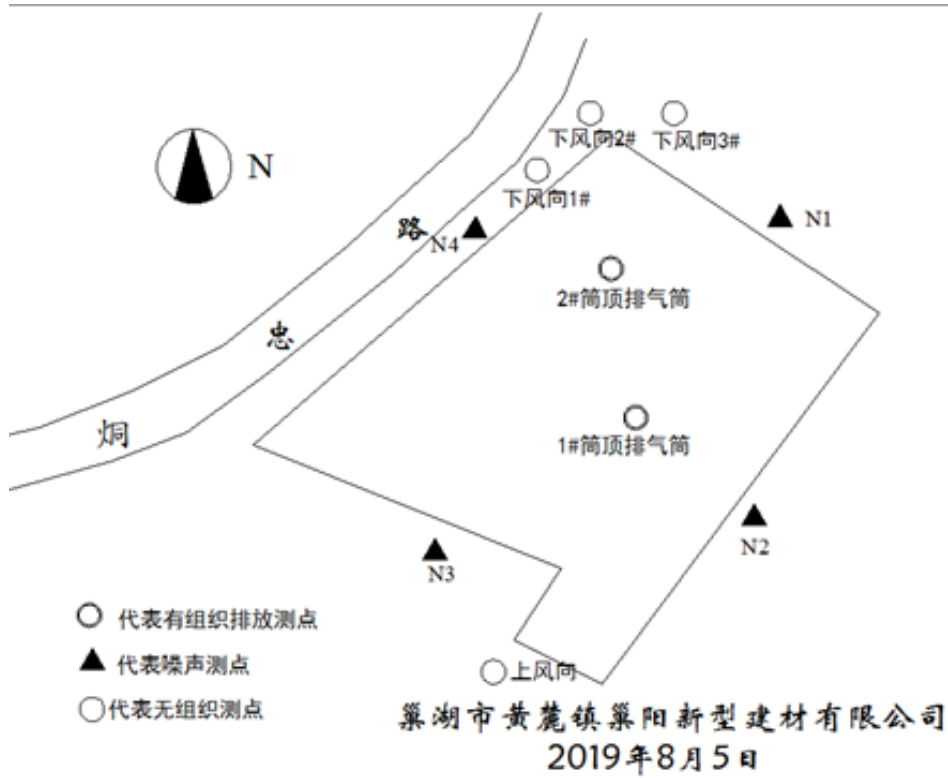 N
下风向2#
下风向3#
下风向1#
N1
N4
路
2#筒顶排气筒
忠
炯
1#筒顶排气筒
N2
N3
代表有组织排放测点
代表噪声测点
上风向
代表无组织测点
巢湖市黄麓镇巢阳新型建材有限公司
2019年8月5日